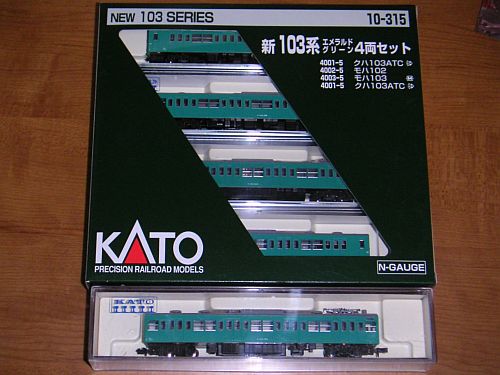 NEW 103 SERIES
10-315
新103系 エメラルド グリーン 4両セット
4001-5 クハ103ATC
4002-5 モハ102
4003-5 モハ103 M
4001-5 クハ103ATC
KATO
PRECISION RAILROAD MODELS
N-GAUGE
KATO